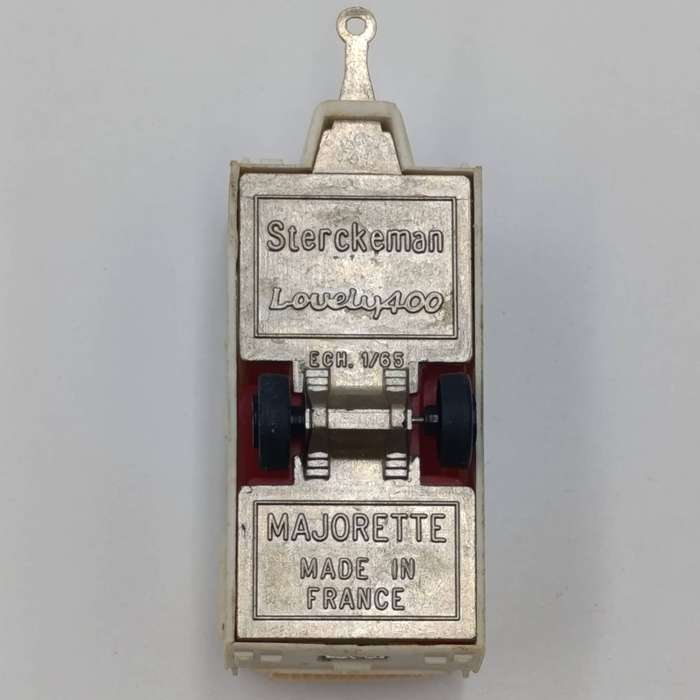 Sterckeman
Lovely400
ECH. 1/65
MAJORETTE
MADE IN
FRANCE